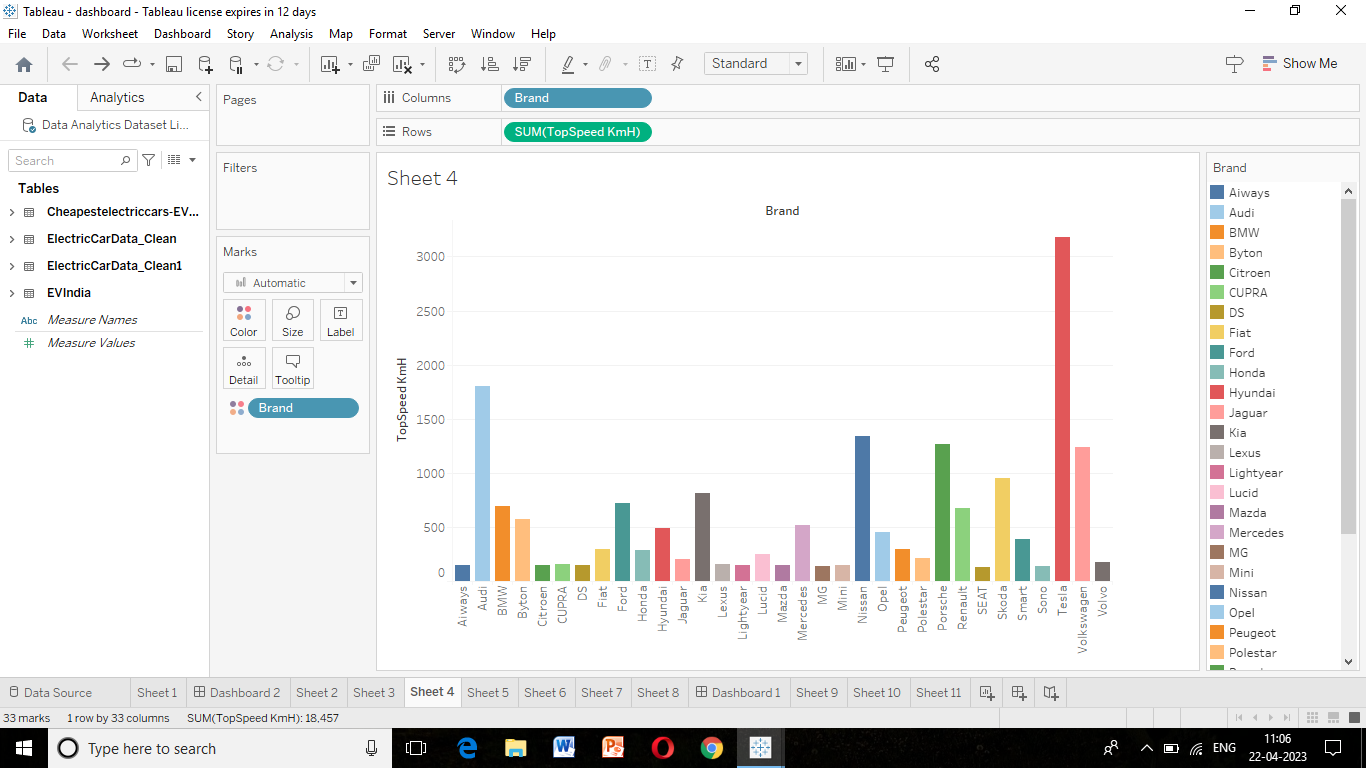 Tableau - dashboard - Tableau license expires in 12 days
File Data Worksheet Dashboard Story Analysis Map Format Server Window Help
Standard
Show Me
Data Analytics
Data Analytics Dataset Li...
Search
Tables
Cheapestelectriccars-EV...
ElectricCarData_Clean
ElectricCarData_Clean1
EVIndia
Abc Measure Names
# Measure Values
Pages
Filters
Marks
Automatic
Color Size Label
Detail Tooltip
Brand
Columns Brand
Rows SUM(TopSpeed KmH)
Sheet 4
Brand
TopSpeed KmH
3000
2500
2000
1500
1000
500
0
Aiways
Audi
BMW
Byton
Citroen
CUPRA
DS
Fiat
Ford
Honda
Hyundai
Jaguar
Kia
Lexus
Lightyear
Lucid
Mazda
Mercedes
MG
Mini
Nissan
Opel
Peugeot
Polestar
Porsche
Renault
SEAT
Skoda
Smart
Sono
Tesla
Volkswagen
Volvo
Brand
Aiways
Audi
BMW
Byton
Citroen
CUPRA
DS
Fiat
Ford
Honda
Hyundai
Jaguar
Kia
Lexus
Lightyear
Lucid
Mazda
Mercedes
MG
Mini
Nissan
Opel
Peugeot
Polestar
Data Source Sheet 1 Dashboard 2 Sheet 2 Sheet 3 Sheet 4 Sheet 5 Sheet 6 Sheet 7 Sheet 8 Dashboard 1 Sheet 9 Sheet 10 Sheet 11
33 marks 1 row by 33 columns SUM(TopSpeed KmH): 18,457
Type here to search
ENG
11:06
22-04-2023